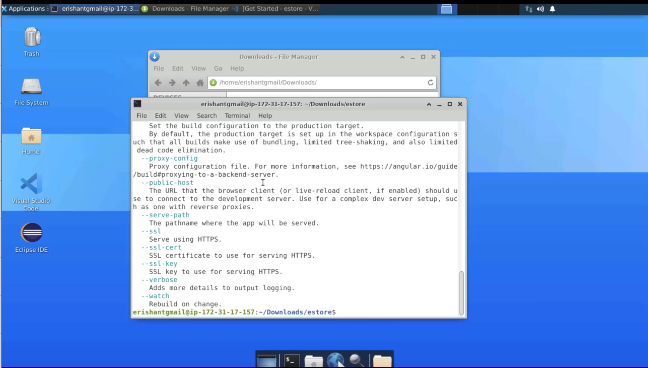 Applications :
erishantgmail@ip-172-3...
Downloads - File Manager
[Get Started - estore - V...
Trash
File System
Home
Visual Studio
Code
Eclipse IDE
Downloads - File Manager
File Edit View Go Help
/home/erishantgmail/Downloads/
erishantgmail@ip-172-31-17-157: ~/Downloads/estore
File Edit View Search Terminal Help
Set the build configuration to the production target.
By default, the production target is set up in the workspace configuration s
uch that all builds make use of bundling, limited tree-shaking, and also limited
dead code elimination.
--proxy-config
Proxy configuration file. For more information, see https://angular.io/guide
/build#proxying-to-a-backend-server.
--public-host
The URL that the browser client (or live-reload client, if enabled) should u
se to connect to the development server. Use for a complex dev server setup, suc
h as one with reverse proxies.
--serve-path
The pathname where the app will be served.
--ssl
Serve using HTTPS.
--ssl-cert
SSL certificate to use for serving HTTPS.
--ssl-key
SSL key to use for serving HTTPS.
--verbose
Adds more details to output logging.
--watch
Rebuild on change.
erishantgmail@ip-172-31-17-157:~/Downloads/estore$